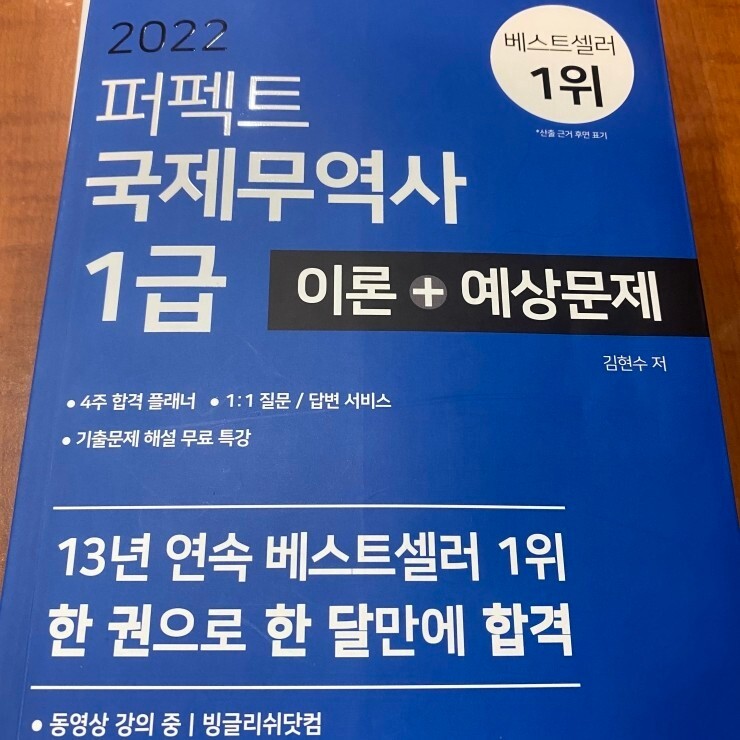 2022
베스트셀러
1위
*산출 근거 후면 표기
퍼펙트
국제무역사
1급
이론 + 예상문제
김현수 저
• 4주 합격 플래너 • 1:1 질문 / 답변 서비스
• 기출문제 해설 무료 특강
13년 연속 베스트셀러 1위
한 권으로 한 달만에 합격
• 동영상 강의 중 | 빙글리쉬닷컴